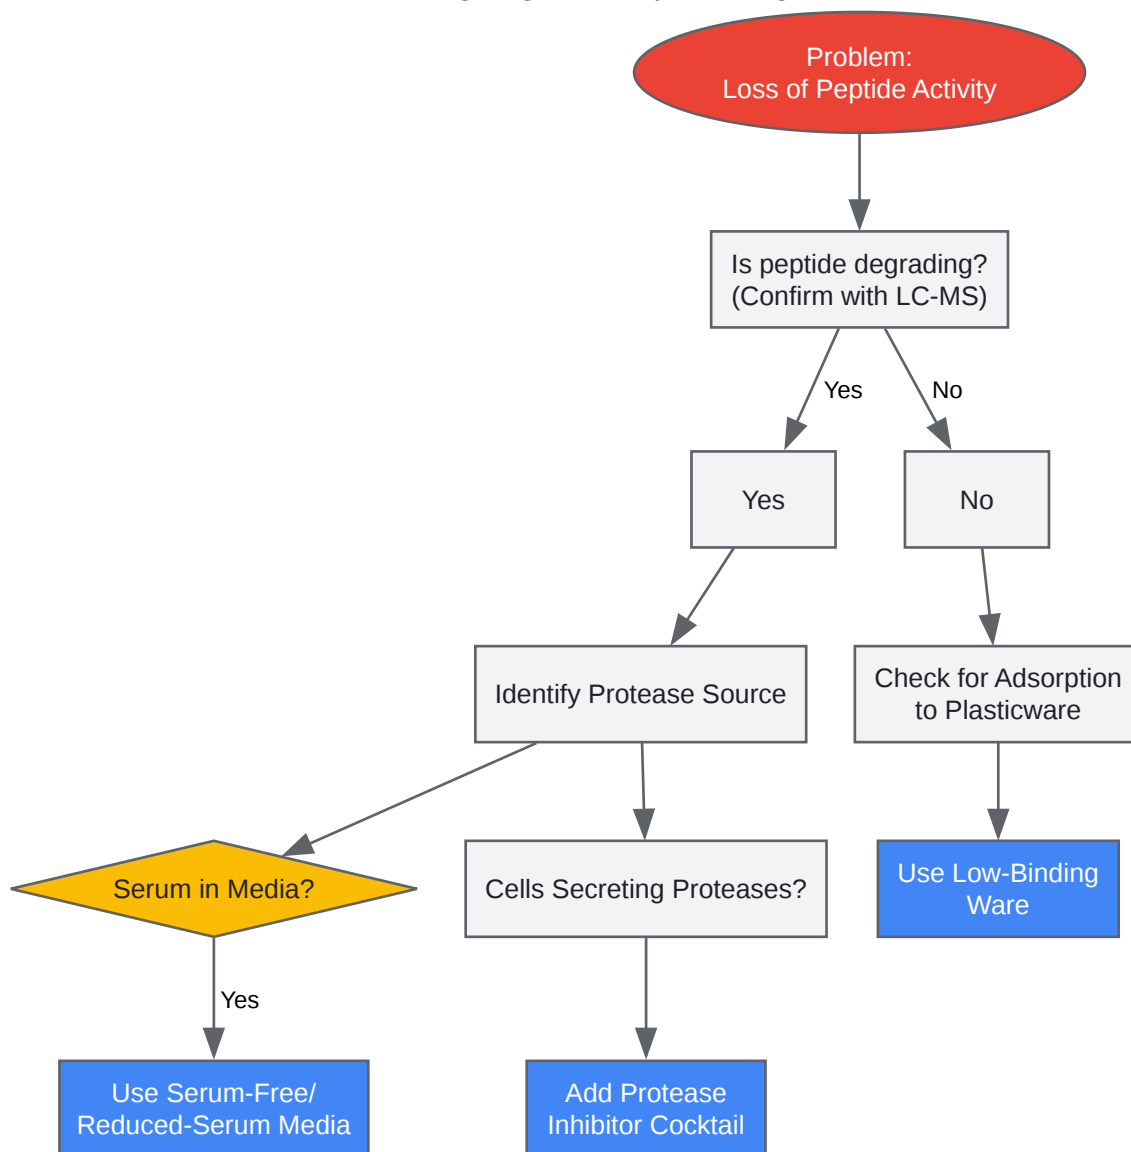 Problem:
Loss of Peptide Activity
Is peptide degrading?
(Confirm with LC-MS)
Yes
No
Yes
No
Identify Protease Source
Check for Adsorption
to Plasticware
Serum in Media?
Cells Secreting Proteases?
Use Low-Binding
Ware
Yes
Use Serum-Free/
Reduced-Serum Media
Add Protease
Inhibitor Cocktail